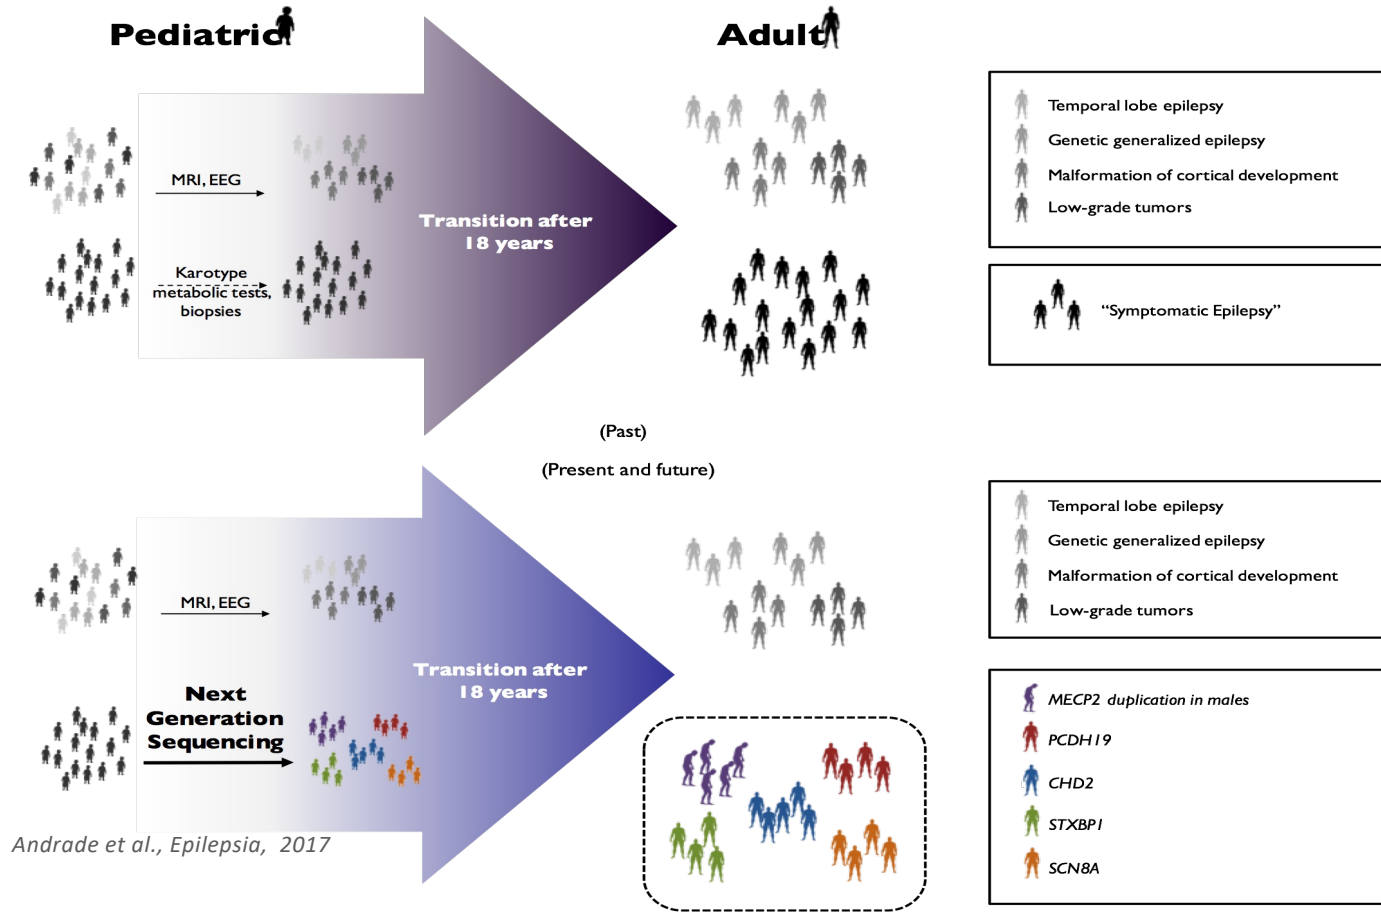 Pediatric
Adult
MRI, EEG
Karotype
metabolic tests,
biopsies
Transition after
18 years
Temporal lobe epilepsy
Genetic generalized epilepsy
Malformation of cortical development
Low-grade tumors
“Symptomatic Epilepsy”
(Past)
(Present and future)
MRI, EEG
Next
Generation
Sequencing
Transition after
18 years
Temporal lobe epilepsy
Genetic generalized epilepsy
Malformation of cortical development
Low-grade tumors
MECP2 duplication in males
PCDH19
CHD2
STXBP1
SCN8A
Andrade et al., Epilepsia, 2017